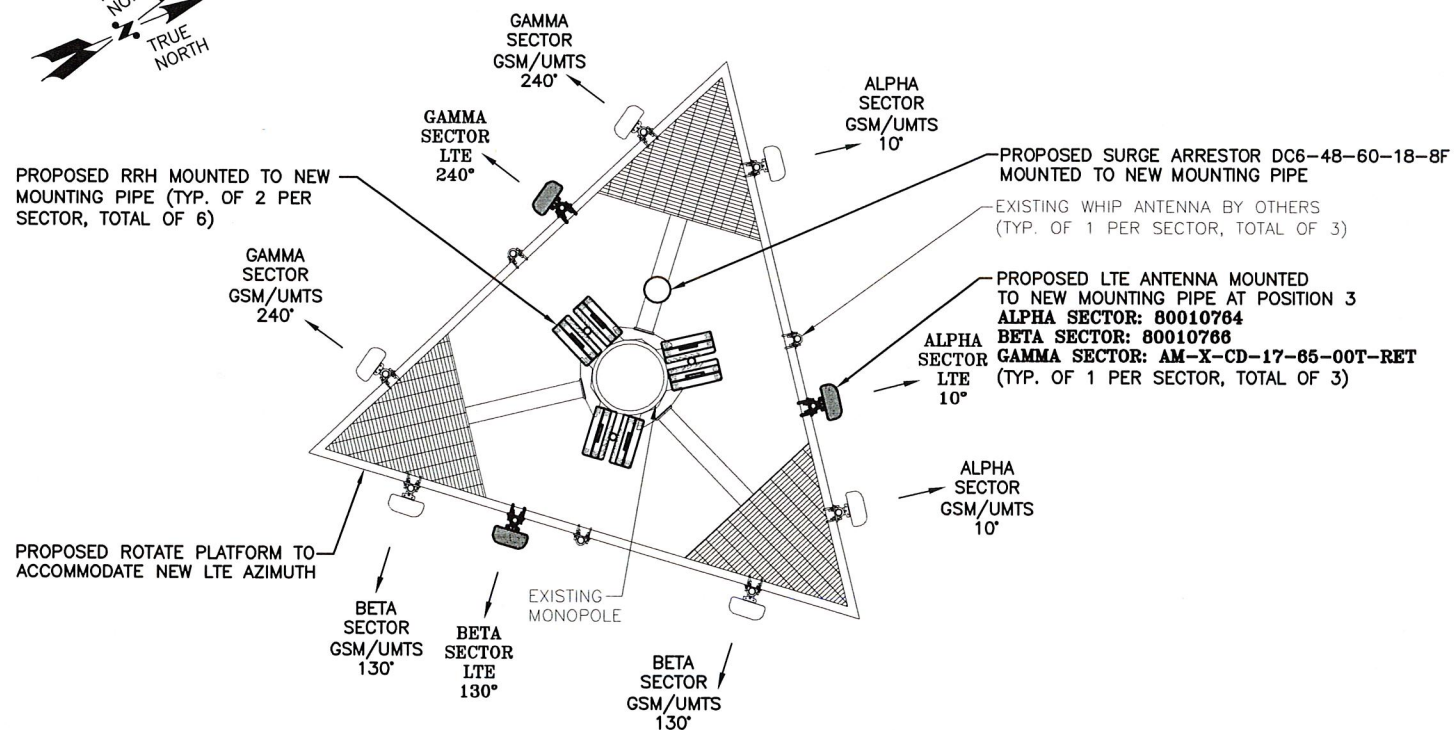 TRUE
NORTH
GAMMA
SECTOR
GSM/UMTS
240°
ALPHA
SECTOR
GSM/UMTS
10°
GAMMA
SECTOR
LTE
240°
PROPOSED RRH MOUNTED TO NEW
MOUNTING PIPE (TYP. OF 2 PER
SECTOR, TOTAL OF 6)
PROPOSED SURGE ARRESTOR DC6-48-60-18-8F
MOUNTED TO NEW MOUNTING PIPE
EXISTING WHIP ANTENNA BY OTHERS
(TYP. OF 1 PER SECTOR, TOTAL OF 3)
GAMMA
SECTOR
GSM/UMTS
240°
PROPOSED LTE ANTENNA MOUNTED
TO NEW MOUNTING PIPE AT POSITION 3
ALPHA SECTOR: 80010764
BETA SECTOR: 80010766
GAMMA SECTOR: AM-X-CD-17-65-00T-RET
(TYP. OF 1 PER SECTOR, TOTAL OF 3)
ALPHA
SECTOR
LTE
10°
ALPHA
SECTOR
GSM/UMTS
10°
PROPOSED ROTATE PLATFORM TO
ACCOMMODATE NEW LTE AZIMUTH
EXISTING
MONOPOLE
BETA
SECTOR
GSM/UMTS
130°
BETA
SECTOR
LTE
130°
BETA
SECTOR
GSM/UMTS
130°